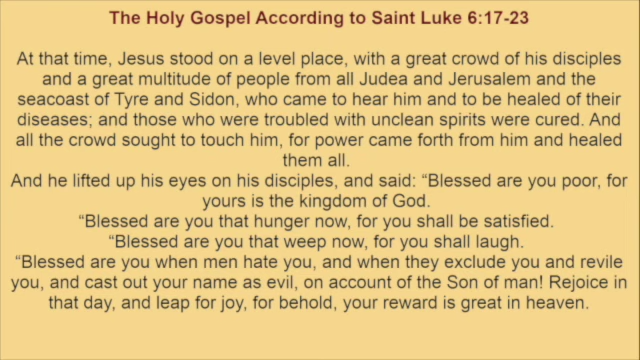 The Holy Gospel According to Saint Luke 6:17-23
At that time, Jesus stood on a level place, with a great crowd of his disciples
and a great multitude of people from all Judea and Jerusalem and the
seacoast of Tyre and Sidon, who came to hear him and to be healed of their
diseases; and those who were troubled with unclean spirits were cured. And
all the crowd sought to touch him, for power came forth from him and healed
them all.
And he lifted up his eyes on his disciples, and said: “Blessed are you poor, for
yours is the kingdom of God.
“Blessed are you that hunger now, for you shall be satisfied.
“Blessed are you that weep now, for you shall laugh.
“Blessed are you when men hate you, and when they exclude you and revile
you, and cast out your name as evil, on account of the Son of man! Rejoice in
that day, and leap for joy, for behold, your reward is great in heaven.